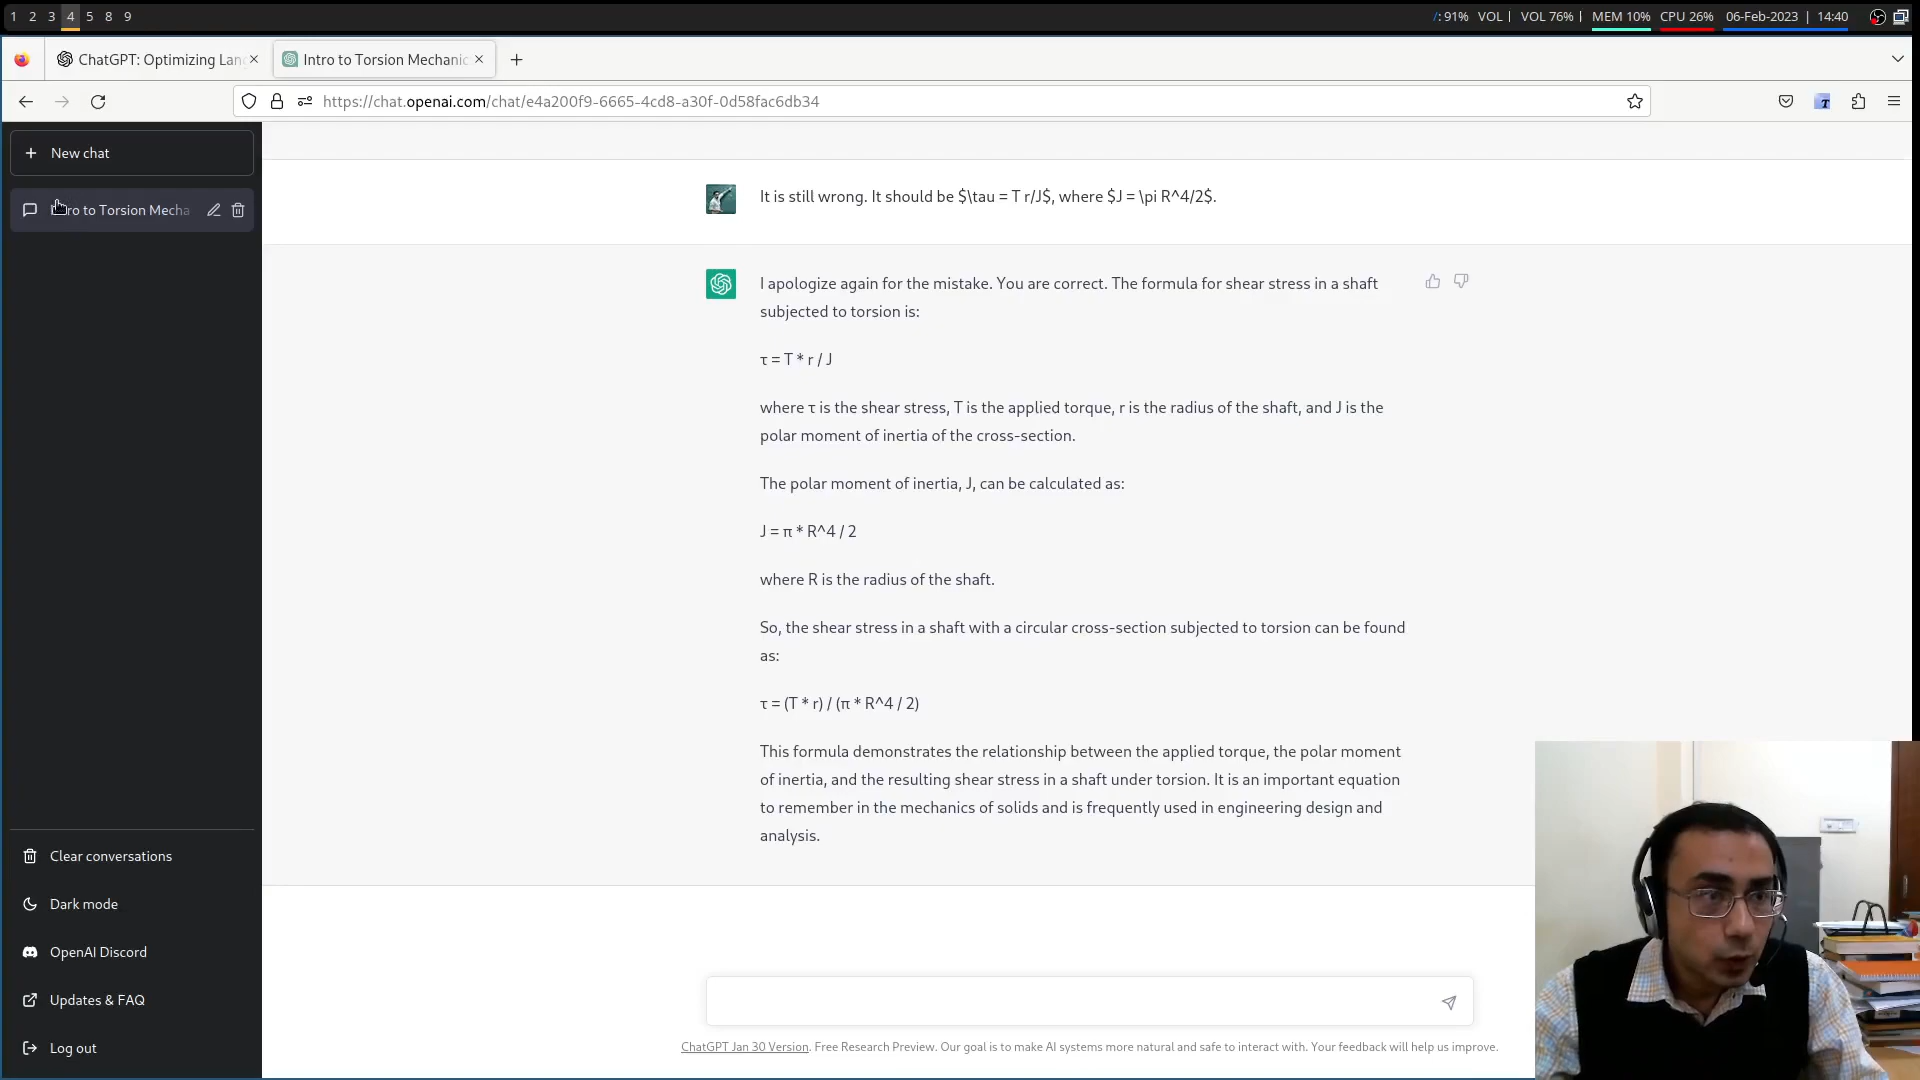 1 2 3 4 5 8 9
/: 91% VOL | VOL 76% | MEM 10% CPU 26% 06-Feb-2023 | 14:40
ChatGPT: Optimizing Lan
Intro to Torsion Mechanic
https://chat.openai.com/chat/e4a200f9-6665-4cd8-a30f-0d58fac6db34
New chat
Intro to Torsion Mecha
It is still wrong. It should be $\tau = T r/J$, where $J = \pi R^4/2$.
I apologize again for the mistake. You are correct. The formula for shear stress in a shaft
subjected to torsion is:
τ = T * r / J
where τ is the shear stress, T is the applied torque, r is the radius of the shaft, and J is the
polar moment of inertia of the cross-section.
The polar moment of inertia, J, can be calculated as:
J = π * R^4 / 2
where R is the radius of the shaft.
So, the shear stress in a shaft with a circular cross-section subjected to torsion can be found
as:
τ = (T * r) / (π * R^4 / 2)
This formula demonstrates the relationship between the applied torque, the polar moment
of inertia, and the resulting shear stress in a shaft under torsion. It is an important equation
to remember in the mechanics of solids and is frequently used in engineering design and
analysis.
Clear conversations
Dark mode
OpenAI Discord
Updates & FAQ
Log out
ChatGPT Jan 30 Version. Free Research Preview. Our goal is to make AI systems more natural and safe to interact with. Your feedback will help us improve.